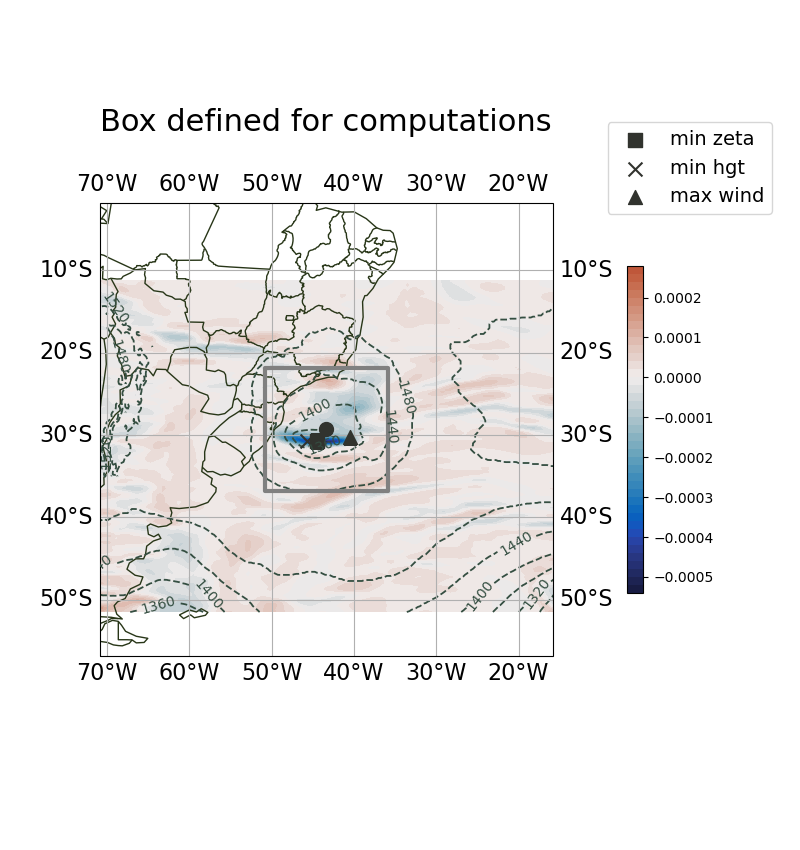 Box defined for computations
min zeta
min hgt
max wind
70°W 60°W 50°W 40°W 30°W 20°W
10°S 10°S
20°S 20°S
30°S 30°S
40°S 40°S
50°S 50°S
70°W 60°W 50°W 40°W 30°W 20°W
1480
1480
1400
1440
1440
1400
1360
1400
1320
0.0002
0.0001
0.0000
−0.0001
−0.0002
−0.0003
−0.0004
−0.0005